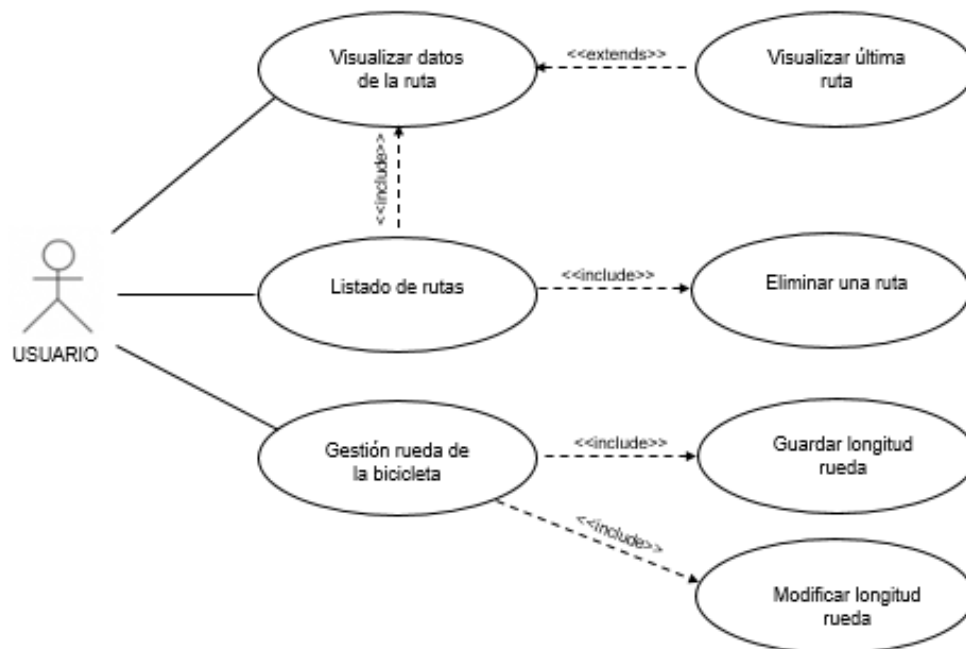 Visualizar datos
de la ruta
<<extends>>
Visualizar última
ruta
<<include>>
Listado de rutas
<<include>>
Eliminar una ruta
USUARIO
Gestión rueda de
la bicicleta
<<include>>
Guardar longitud
rueda
<<include>>
Modificar longitud
rueda